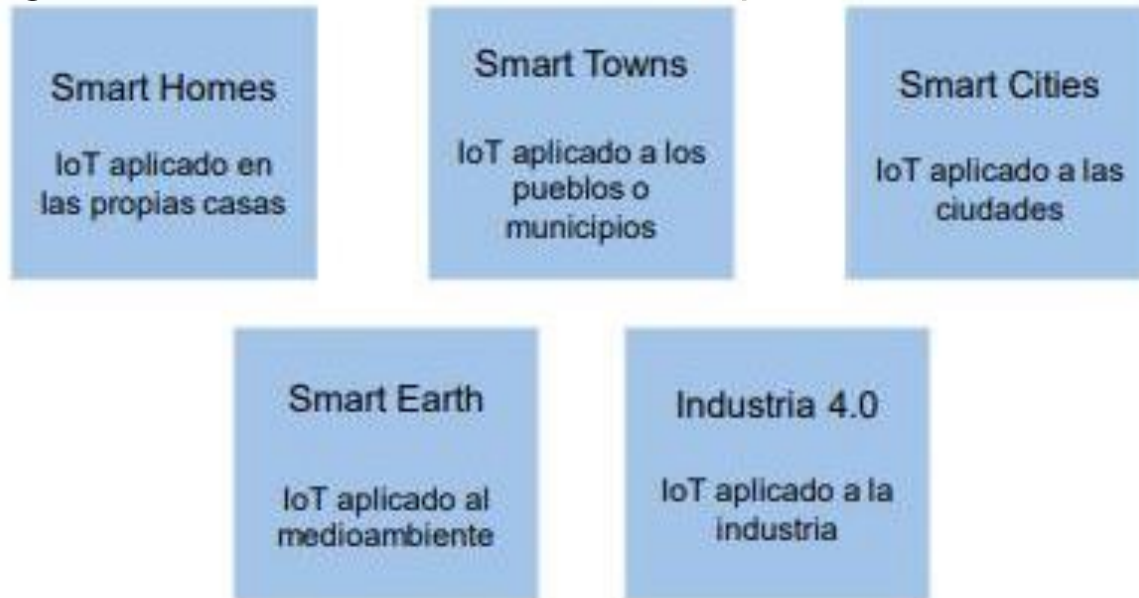 Smart Homes
IoT aplicado en
las propias casas
Smart Towns
IoT aplicado a los
pueblos o
municipios
Smart Cities
IoT aplicado a las
ciudades
Smart Earth
IoT aplicado al
medioambiente
Industria 4.0
IoT aplicado a la
industria